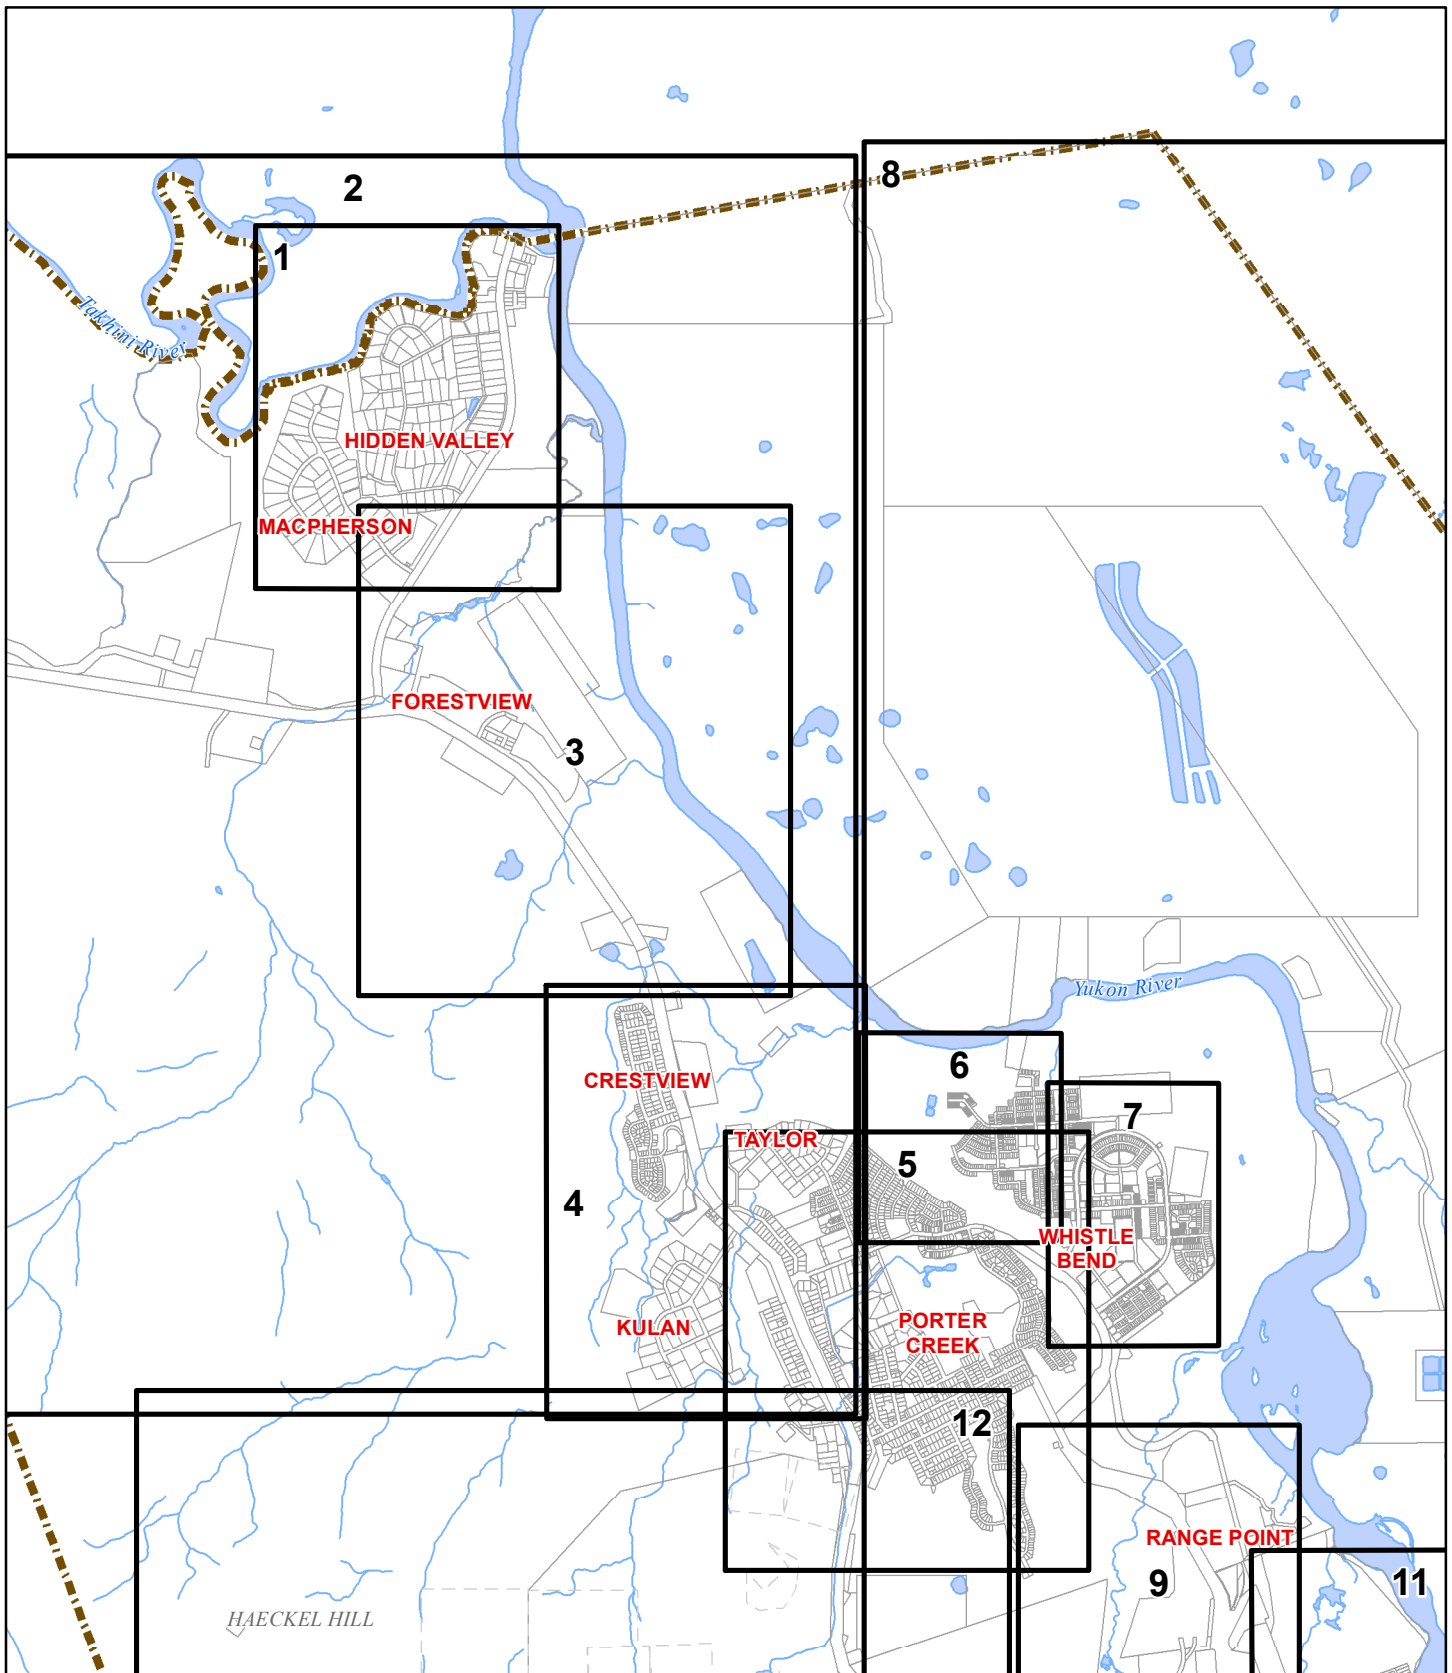 8
2
1
Takhini River
HIDDEN VALLEY
MACPHERSON
FORESTVIEW
3
Yukon River
6
CRESTVIEW
7
TAYLOR
5
4
WHISTLE
BEND
PORTER
CREEK
KULAN
12
RANGE POINT
9
11
HAECKEL HILL